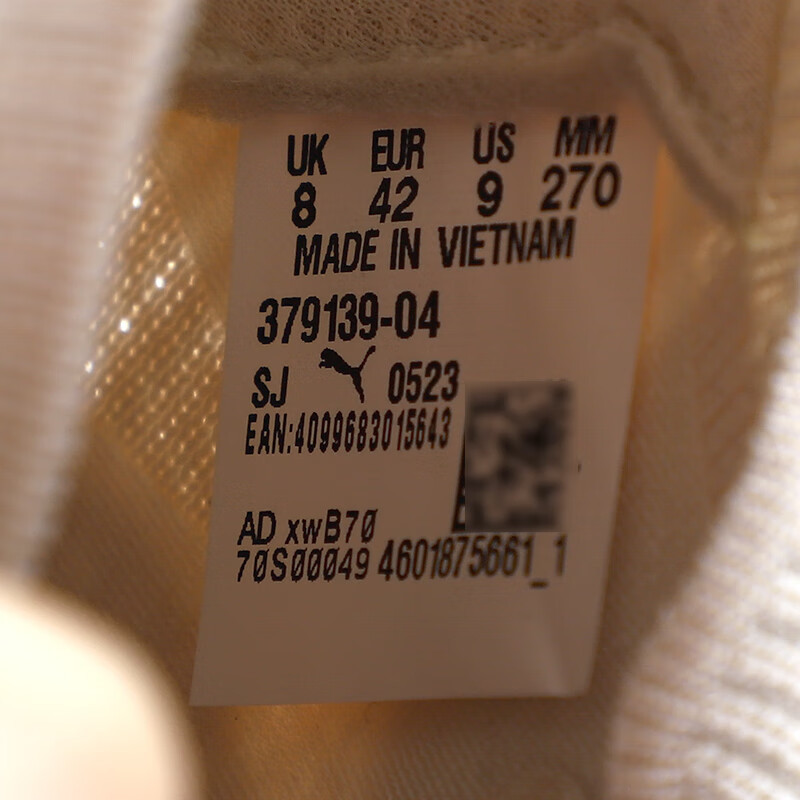 UK EUR US MM
8 42 9 270
MADE IN VIETNAM
379139-04
SJ 0523
EAN:4099683015643
AD xwB70
70S00049 4601875661_1